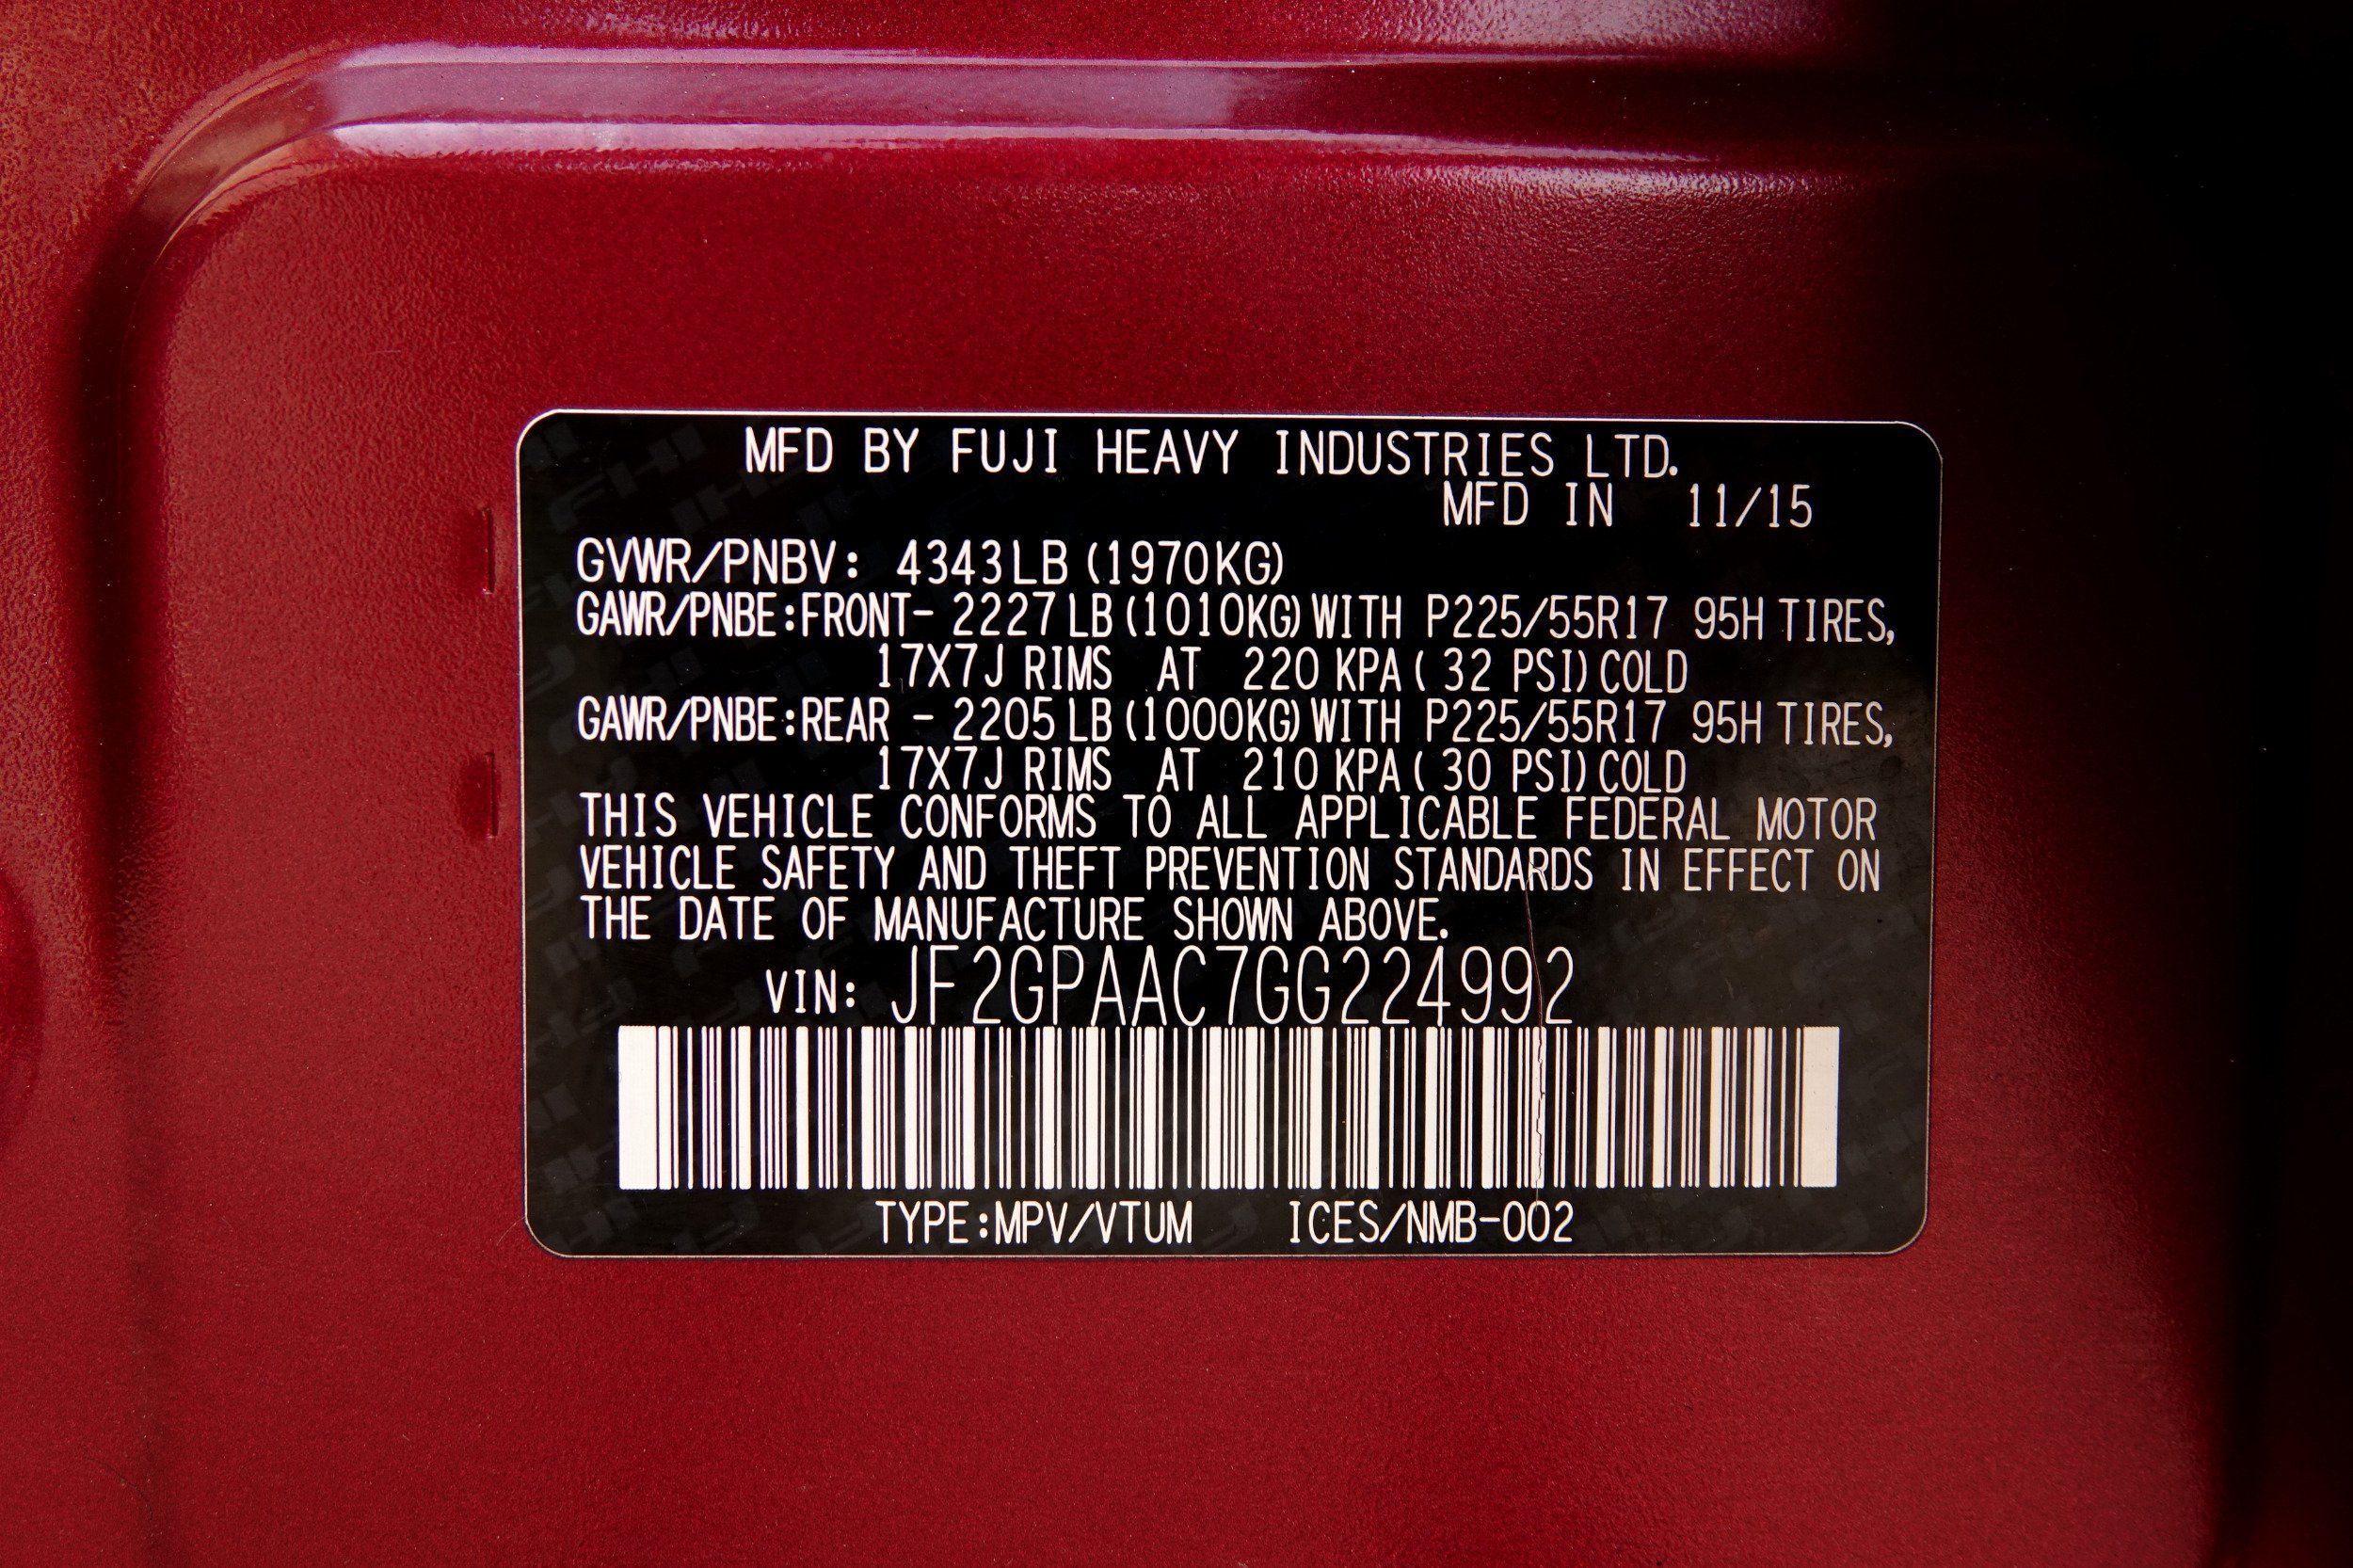 MFD BY FUJI HEAVY INDUSTRIES LTD.
MFD IN 11/15
GVWR/PNBV: 4343LB (1970KG)
GAWR/PNBE:FRONT- 2227LB (1010KG) WITH P225/55R17 95H TIRES,
17X7J RIMS AT 220 KPA ( 32 PSI) COLD
GAWR/PNBE:REAR - 2205LB (1000KG) WITH P225/55R17 95H TIRES,
17X7J RIMS AT 210 KPA ( 30 PSI) COLD
THIS VEHICLE CONFORMS TO ALL APPLICABLE FEDERAL MOTOR
VEHICLE SAFETY AND THEFT PREVENTION STANDARDS IN EFFECT ON
THE DATE OF MANUFACTURE SHOWN ABOVE.
VIN: JF2GPAAC7GG224992
TYPE:MPV/VTUM ICES/NMB-002